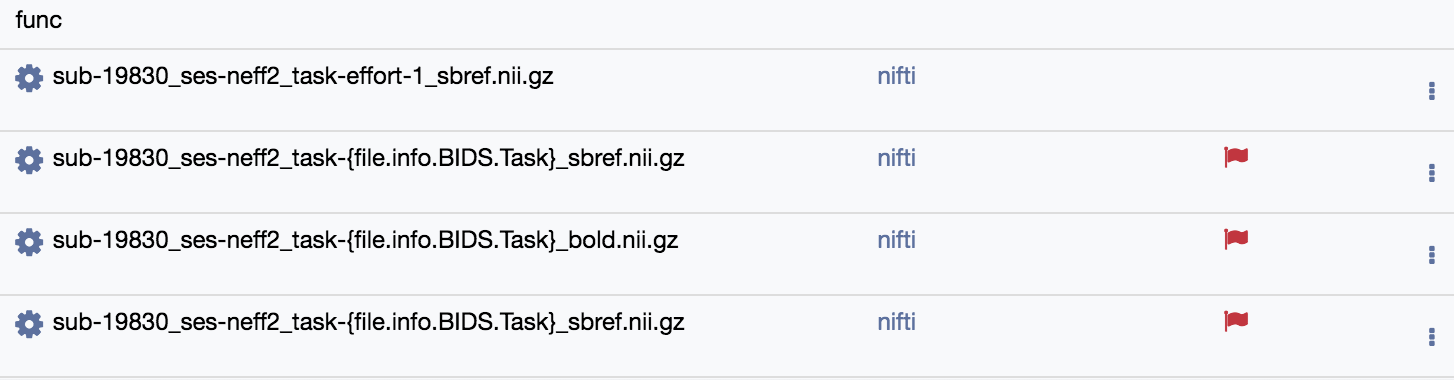 func
sub-19830_ses-neff2_task-effort-1_sbref.nii.gz nifti
sub-19830_ses-neff2_task-{file.info.BIDS.Task}_sbref.nii.gz nifti
sub-19830_ses-neff2_task-{file.info.BIDS.Task}_bold.nii.gz nifti
sub-19830_ses-neff2_task-{file.info.BIDS.Task}_sbref.nii.gz nifti